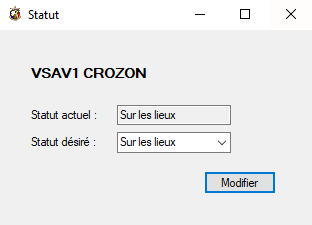 Statut
VSAV1 CROZON
Statut actuel : Sur les lieux
Statut désiré : Sur les lieux
Modifier